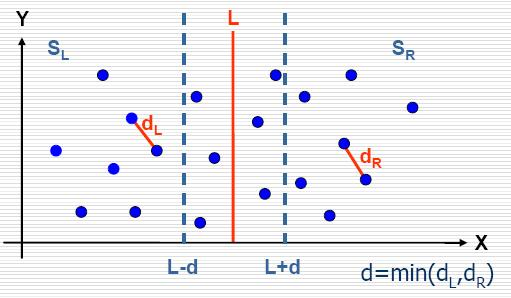 Y
L
S_L
S_R
d_L
d_R
X
L-d
L+d
d=min(d_L,d_R)